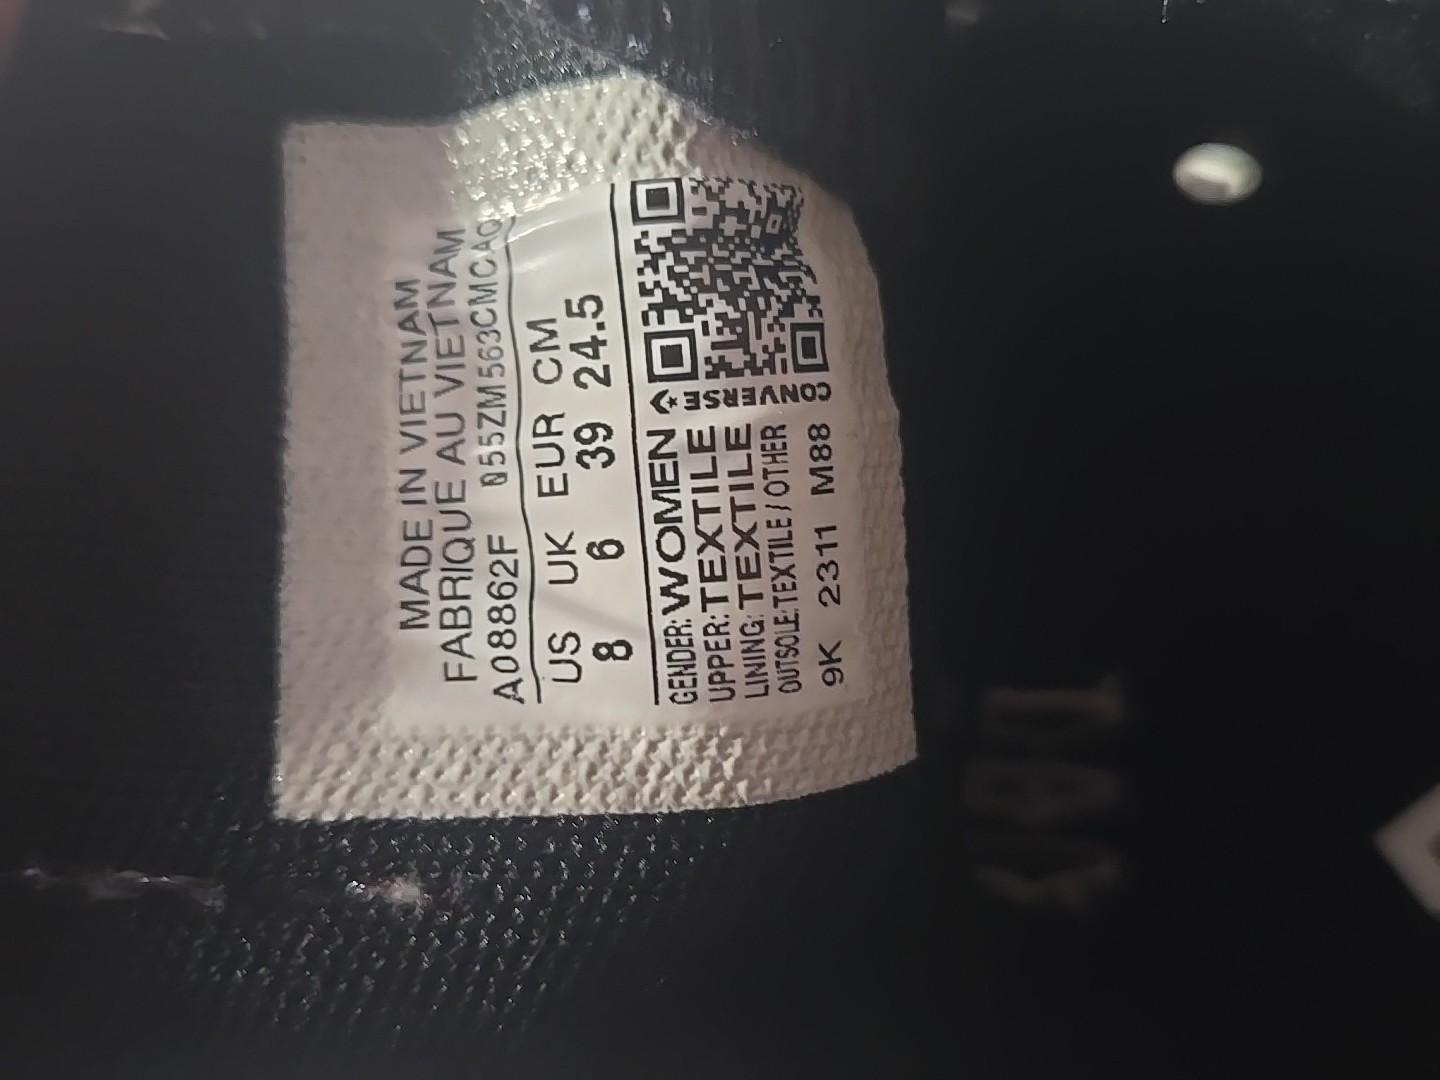 MADE IN VIETNAM
FABRIQUE AU VIETNAM
A08862F 055ZM563CMCAO
US UK EUR CM
8 6 39 24.5
GENDER: WOMEN
UPPER: TEXTILE
LINING: TEXTILE
OUTSOLE: TEXTILE / OTHER
9K 2311 M88
CONVERSE